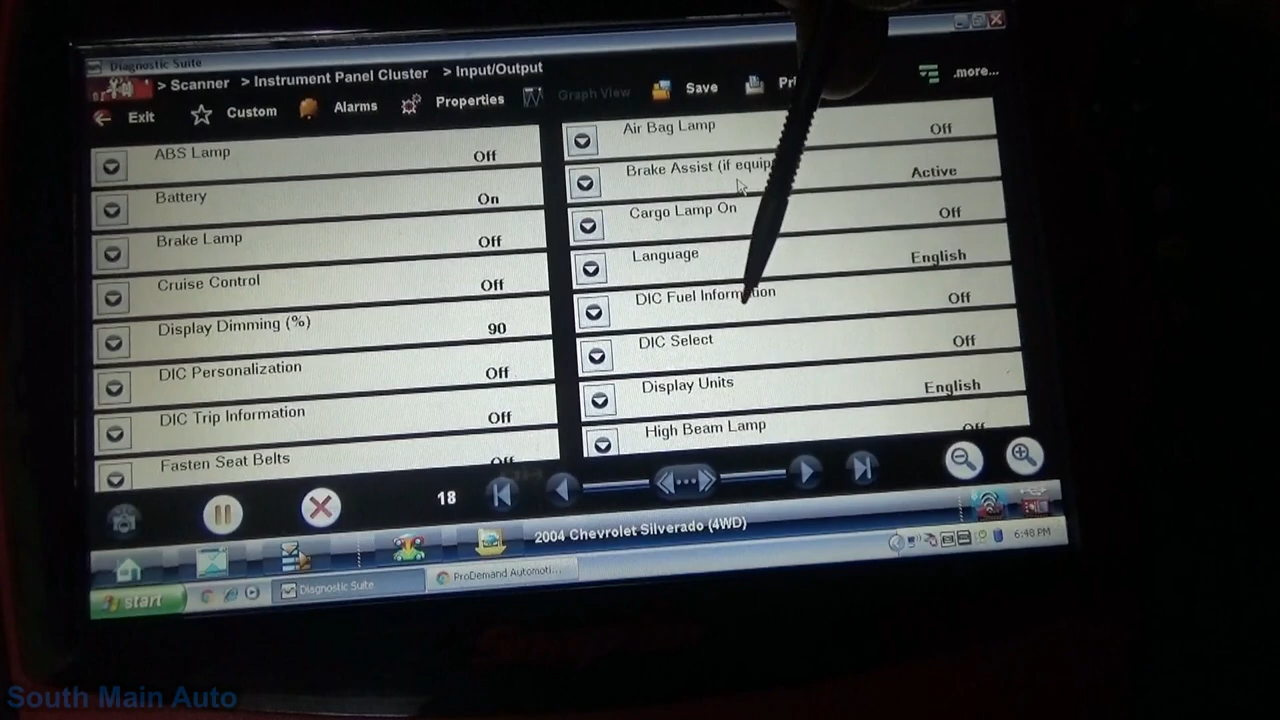 Diagnostic Suite
> Scanner > Instrument Panel Cluster > Input/Output
Exit Custom Alarms Properties Graph View Save .more...
ABS Lamp Off
Battery On
Brake Lamp Off
Cruise Control Off
Display Dimming (%) 90
DIC Personalization Off
DIC Trip Information Off
Fasten Seat Belts Off
Air Bag Lamp Off
Brake Assist (if Active
Cargo Lamp On Off
Language English
DIC Fuel Information Off
DIC Select Off
Display Units English
High Beam Lamp Off
18
2004 Chevrolet Silverado (4WD)
start Diagnostic Suite ProDemand Automoti... 6:48 PM
South Main Auto